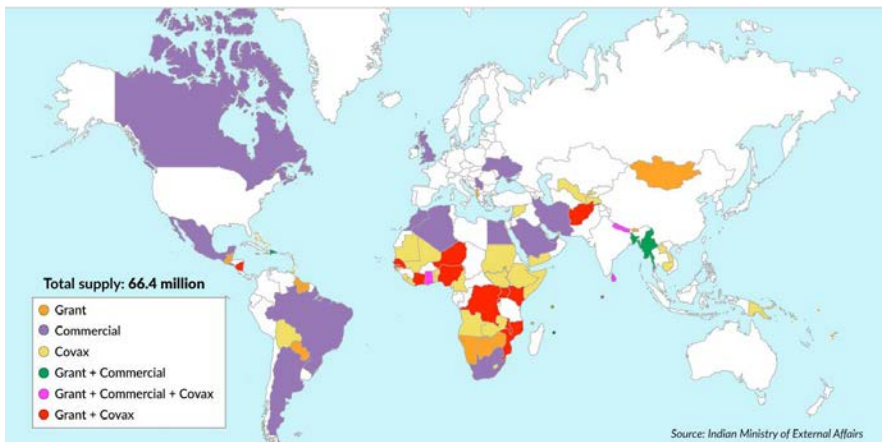 Total supply: 66.4 million
Grant
Commercial
Covax
Grant + Commercial
Grant + Commercial + Covax
Grant + Covax
Source: Indian Ministry of External Affairs